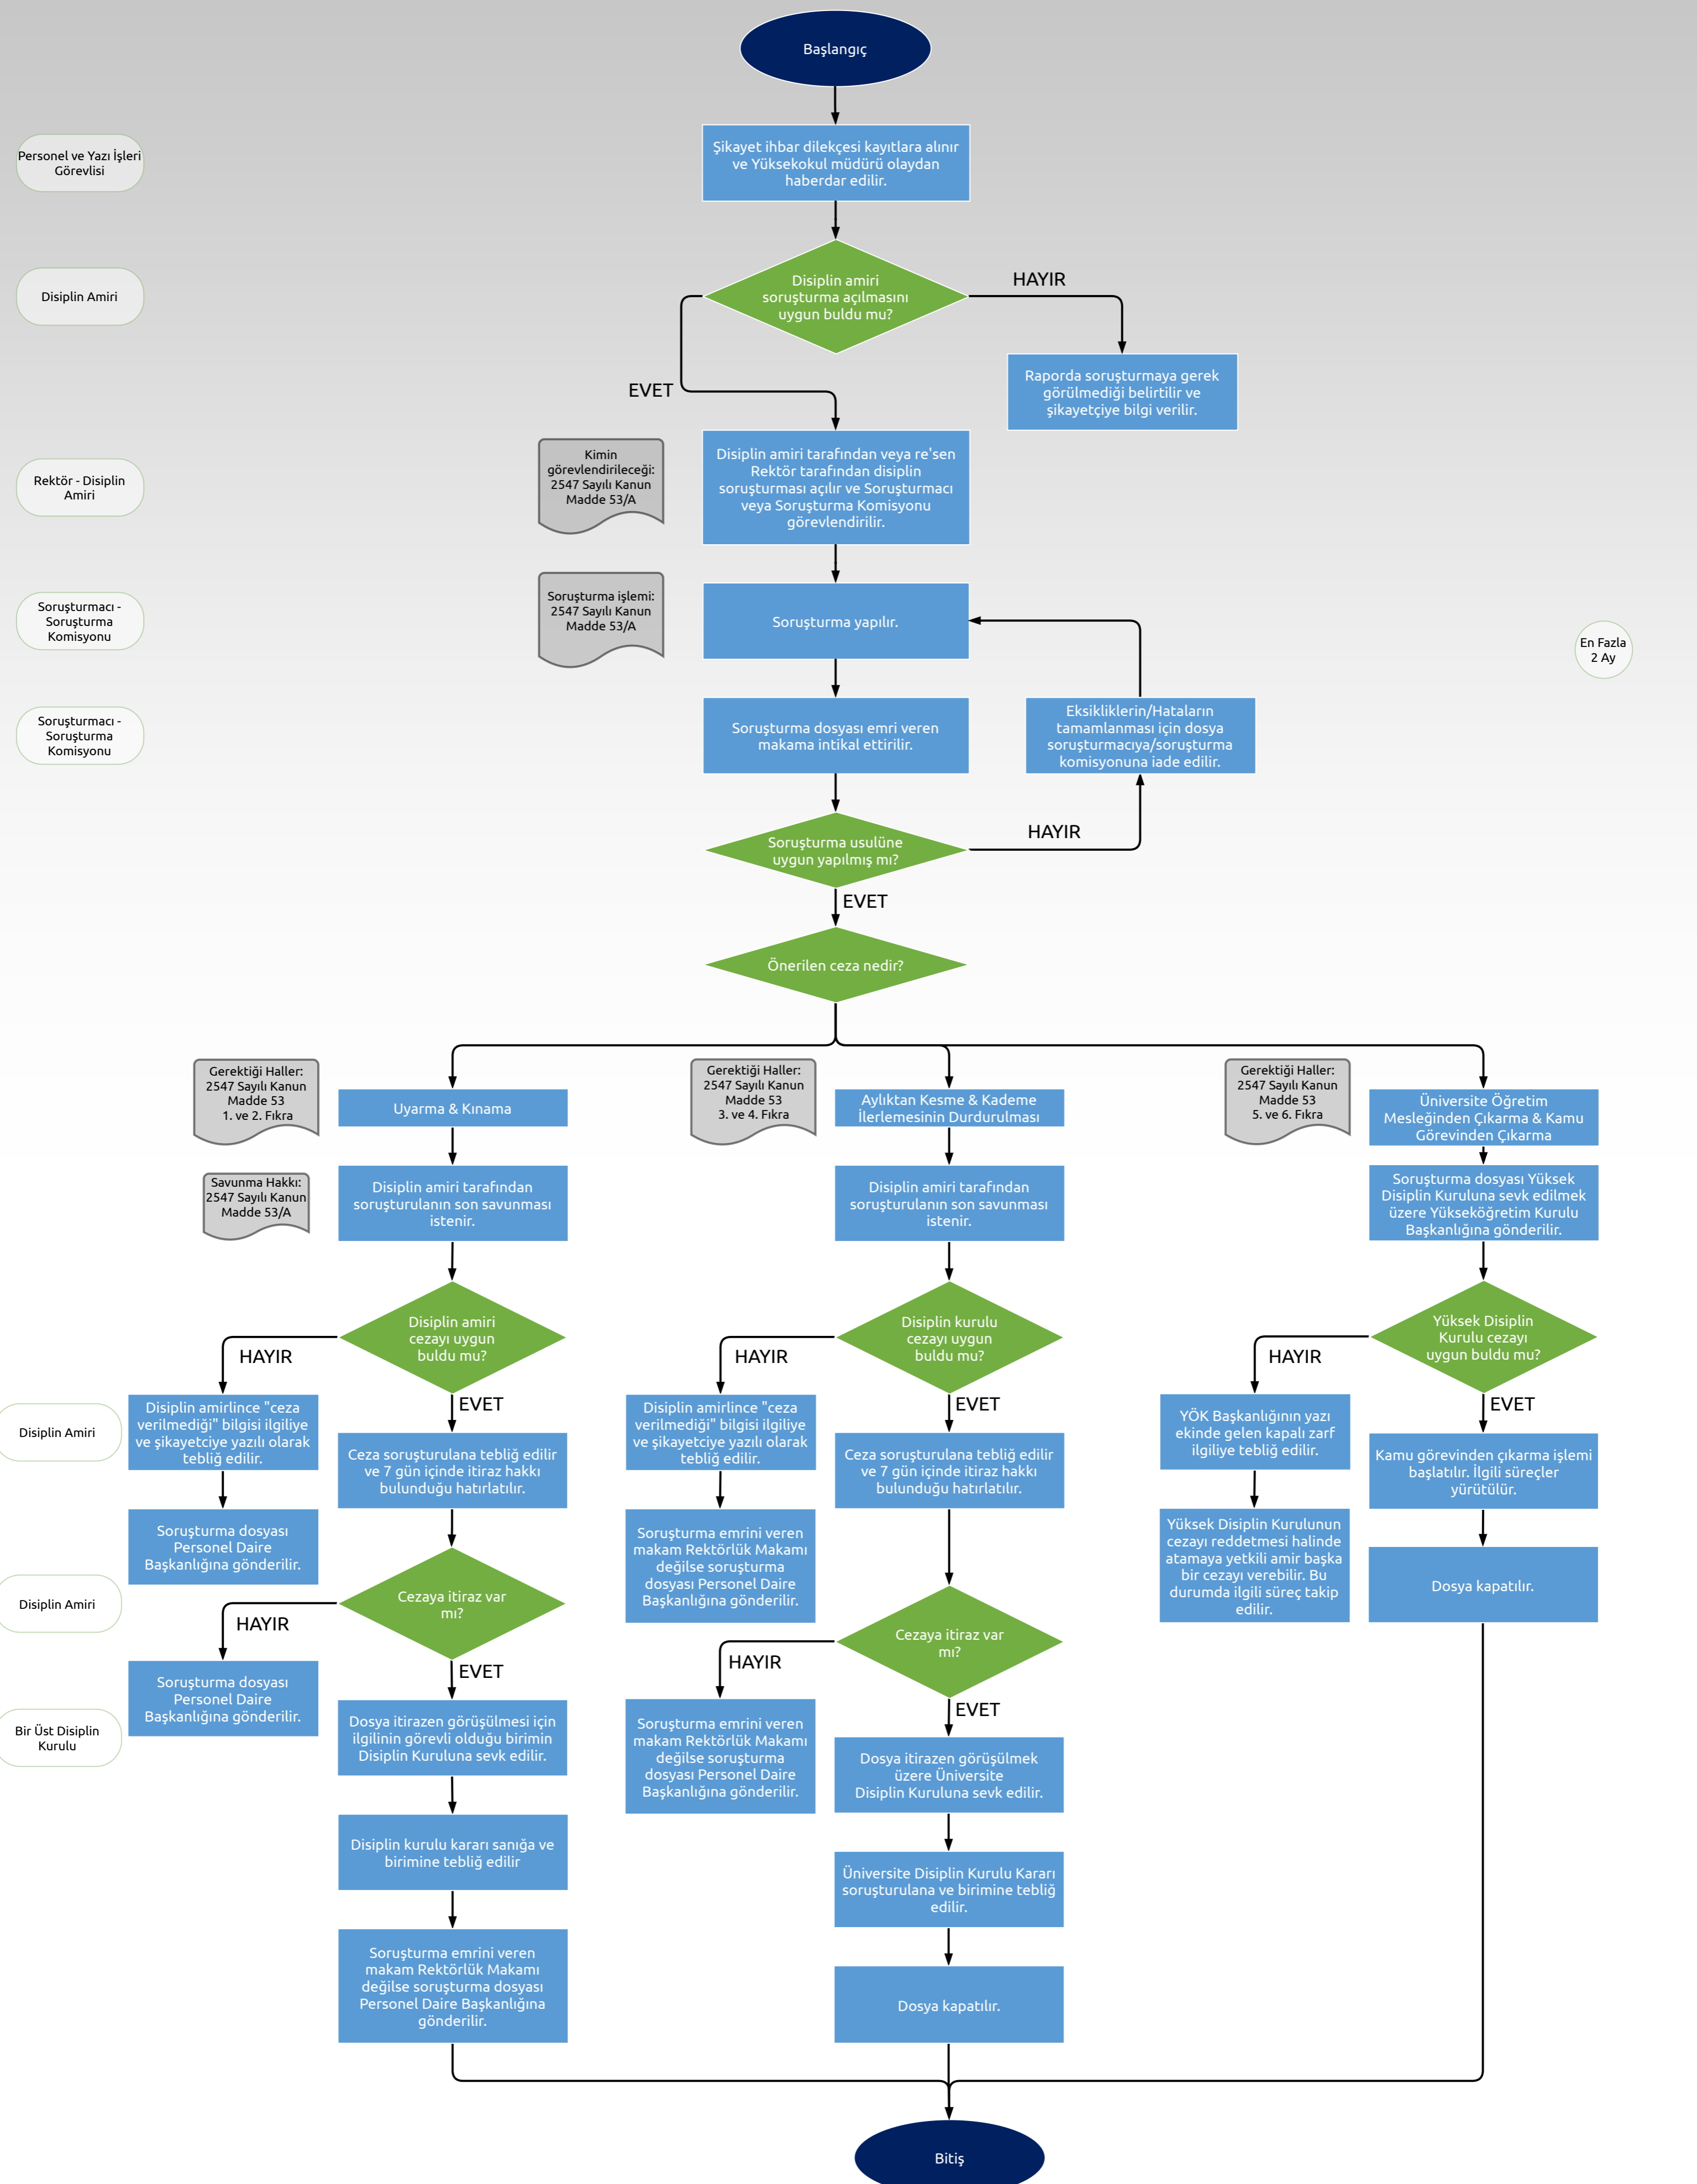 Başlangıç
Personel ve Yazı İşleri
Görevlisi
Şikayet ihbar dilekçesi kayıtlara alınır
ve Yüksekokul müdürü olaydan
haberdar edilir.
Disiplin Amiri
Disiplin amiri
soruşturma açılmasını
uygun buldu mu?
HAYIR
EVET
Raporda soruşturmaya gerek
görülmediği belirtilir ve
şikayetçiye bilgi verilir.
Rektör - Disiplin
Amiri
Kimin
görevlendirileceği:
2547 Sayılı Kanun
Madde 53/A
Disiplin amiri tarafından veya re'sen
Rektör tarafından disiplin
soruşturması açılır ve Soruşturmacı
veya Soruşturma Komisyonu
görevlendirilir.
Soruşturmacı -
Soruşturma
Komisyonu
Soruşturma işlemi:
2547 Sayılı Kanun
Madde 53/A
Soruşturma yapılır.
En Fazla
2 Ay
Soruşturmacı -
Soruşturma
Komisyonu
Soruşturma dosyası emri veren
makama intikal ettirilir.
Eksikliklerin/Hataların
tamamlanması için dosya
soruşturmacıya/soruşturma
komisyonuna iade edilir.
Soruşturma usulüne
uygun yapılmış mı?
HAYIR
EVET
Önerilen ceza nedir?
Gerektiği Haller:
2547 Sayılı Kanun
Madde 53
1. ve 2. Fıkra
Uyarma & Kınama
Gerektiği Haller:
2547 Sayılı Kanun
Madde 53
3. ve 4. Fıkra
Aylıktan Kesme & Kademe
İlerlemesinin Durdurulması
Gerektiği Haller:
2547 Sayılı Kanun
Madde 53
5. ve 6. Fıkra
Üniversite Öğretim
Mesleğinden Çıkarma & Kamu
Görevinden Çıkarma
Savunma Hakkı:
2547 Sayılı Kanun
Madde 53/A
Disiplin amiri tarafından
soruşturulanın son savunması
istenir.
Disiplin amiri tarafından
soruşturulanın son savunması
istenir.
Soruşturma dosyası Yüksek
Disiplin Kuruluna sevk edilmek
üzere Yükseköğretim Kurulu
Başkanlığına gönderilir.
Disiplin amiri
cezayı uygun
buldu mu?
HAYIR
EVET
Disiplin kurulu
cezayı uygun
buldu mu?
HAYIR
EVET
Yüksek Disiplin
Kurulu cezayı
uygun buldu mu?
HAYIR
EVET
Disiplin Amiri
Disiplin amirlince "ceza
verilmediği" bilgisi ilgiliye
ve şikayetciye yazılı olarak
tebliğ edilir.
Ceza soruşturulana tebliğ edilir
ve 7 gün içinde itiraz hakkı
bulunduğu hatırlatılır.
Disiplin amirlince "ceza
verilmediği" bilgisi ilgiliye
ve şikayetciye yazılı olarak
tebliğ edilir.
Ceza soruşturulana tebliğ edilir
ve 7 gün içinde itiraz hakkı
bulunduğu hatırlatılır.
YÖK Başkanlığının yazı
ekinde gelen kapalı zarf
ilgiliye tebliğ edilir.
Kamu görevinden çıkarma işlemi
başlatılır. İlgili süreçler
yürütülür.
Soruşturma dosyası
Personel Daire
Başkanlığına gönderilir.
Soruşturma emrini veren
makam Rektörlük Makamı
değilse soruşturma
dosyası Personel Daire
Başkanlığına gönderilir.
Yüksek Disiplin Kurulunun
cezayı reddetmesi halinde
atamaya yetkili amir başka
bir cezayı verebilir. Bu
durumda ilgili süreç takip
edilir.
Dosya kapatılır.
Disiplin Amiri
Cezaya itiraz var
mı?
HAYIR
EVET
Cezaya itiraz var
mı?
HAYIR
EVET
Bir Üst Disiplin
Kurulu
Soruşturma dosyası
Personel Daire
Başkanlığına gönderilir.
Dosya itirazen görüşülmesi için
ilgilinin görevli olduğu birimin
Disiplin Kuruluna sevk edilir.
Soruşturma emrini veren
makam Rektörlük Makamı
değilse soruşturma
dosyası Personel Daire
Başkanlığına gönderilir.
Dosya itirazen görüşülmek
üzere Üniversite
Disiplin Kuruluna sevk edilir.
Disiplin kurulu kararı sanığa ve
birimine tebliğ edilir
Üniversite Disiplin Kurulu Kararı
soruşturulana ve birimine tebliğ
edilir.
Soruşturma emrini veren
makam Rektörlük Makamı
değilse soruşturma dosyası
Personel Daire Başkanlığına
gönderilir.
Dosya kapatılır.
Bitiş